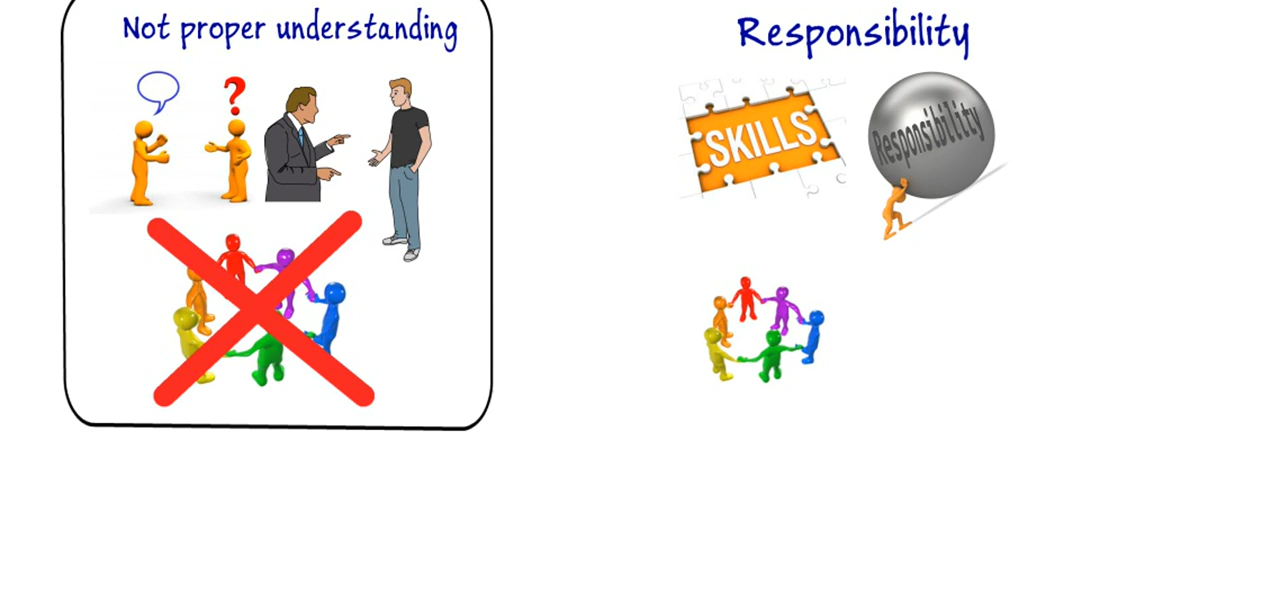 Not proper understanding
?
Responsibility
SKILLS
Responsibility